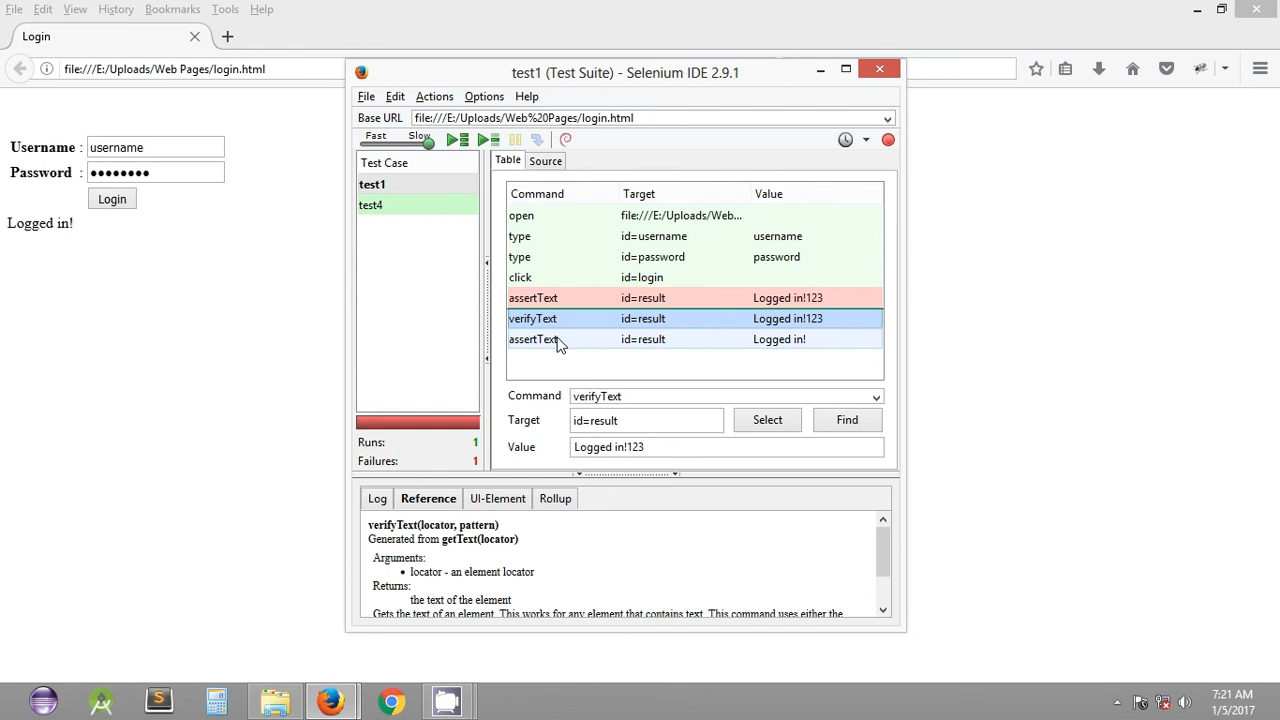 File Edit View History Bookmarks Tools Help
Login
file:///E:/Uploads/Web Pages/login.html
test1 (Test Suite) - Selenium IDE 2.9.1
File Edit Actions Options Help
Base URL file:///E:/Uploads/Web%20Pages/login.html
Fast Slow
Test Case
test1
test4
Table Source
Command Target Value
open file:///E:/Uploads/Web...
type id=username username
type id=password password
click id=login
assertText id=result Logged in!123
verifyText id=result Logged in!123
assertText id=result Logged in!
Command verifyText
Target id=result Select Find
Value Logged in!123
Runs: 1
Failures: 1
Log Reference UI-Element Rollup
verifyText(locator, pattern)
Generated from getText(locator)
Arguments:
• locator - an element locator
Returns:
the text of the element
Gets the text of an element. This works for any element that contains text. This command uses either the
Username : username
Password : ●●●●●●●●
Login
Logged in!
7:21 AM
1/5/2017